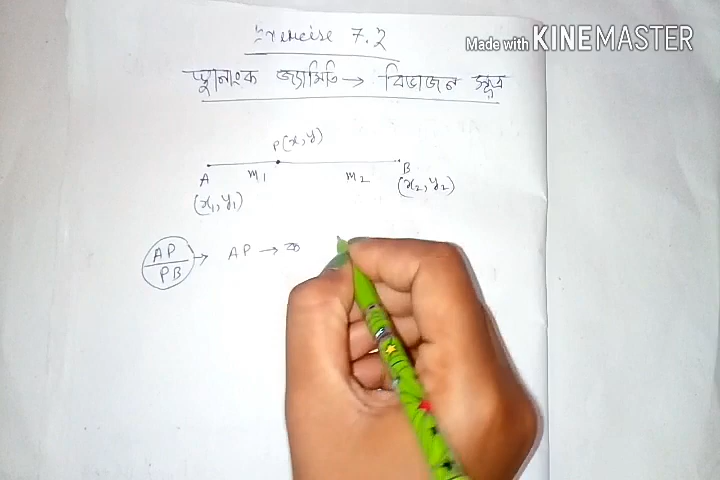 Exercise 7.2
Made with KINEMASTER
স্থানাংক জ্যামিতি → বিভাজন সূত্ৰ
P(x, y)
A m₁ m₂ B
(x₁, y₁) (x₂, y₂)
AP/PB → AP → ক